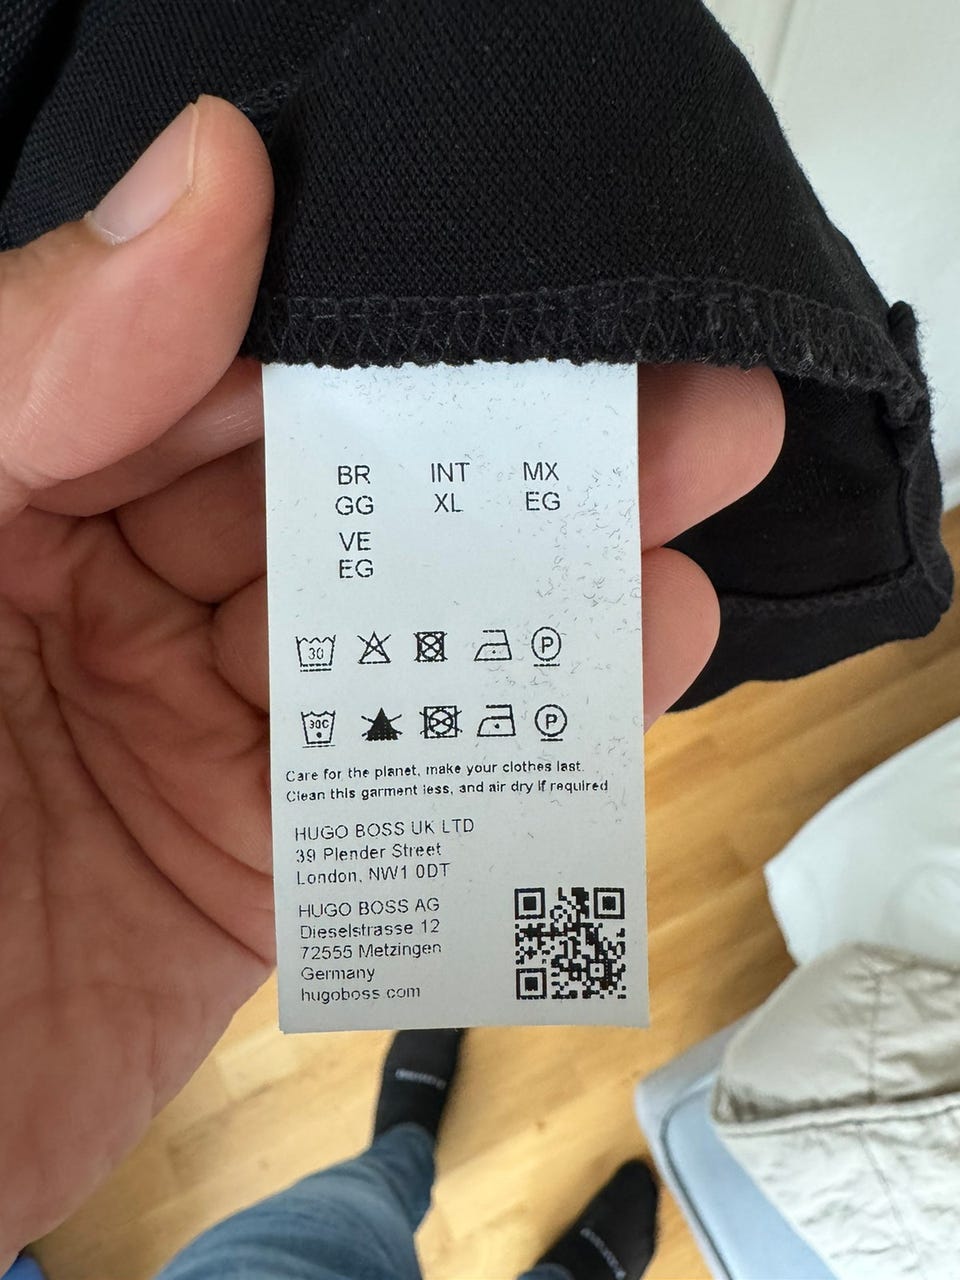 BR INT MX
GG XL EG
VE
EG
30 P
30C P
Care for the planet, make your clothes last.
Clean this garment less, and air dry if required
HUGO BOSS UK LTD
39 Plender Street
London, NW1 0DT
HUGO BOSS AG
Dieselstrasse 12
72555 Metzingen
Germany
hugoboss.com